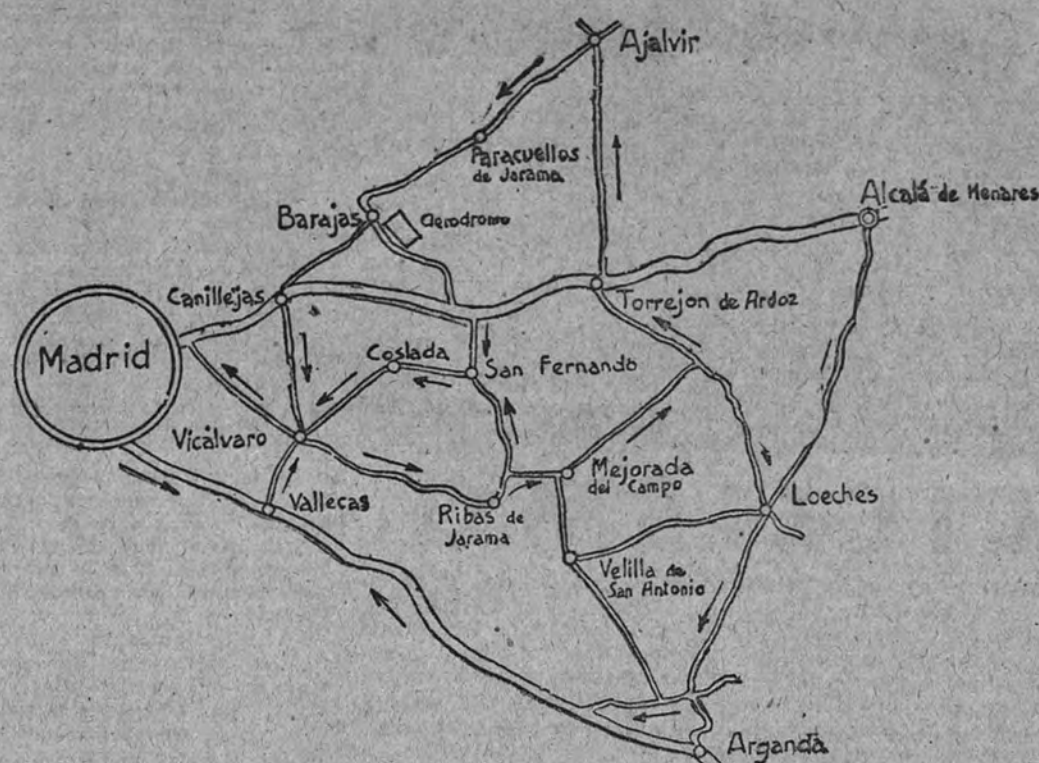 Ajalvir
Paracuellos
de Jarama
Alcalá de Henares
Barajas
Aerodromo
Canillejas
Torrejon de Ardoz
Madrid
Coslada
San Fernando
Vicálvaro
Mejorada
del Campo
Loeches
Vallecas
Ribas de
Jarama
Velilla de
San Antonio
Arganda